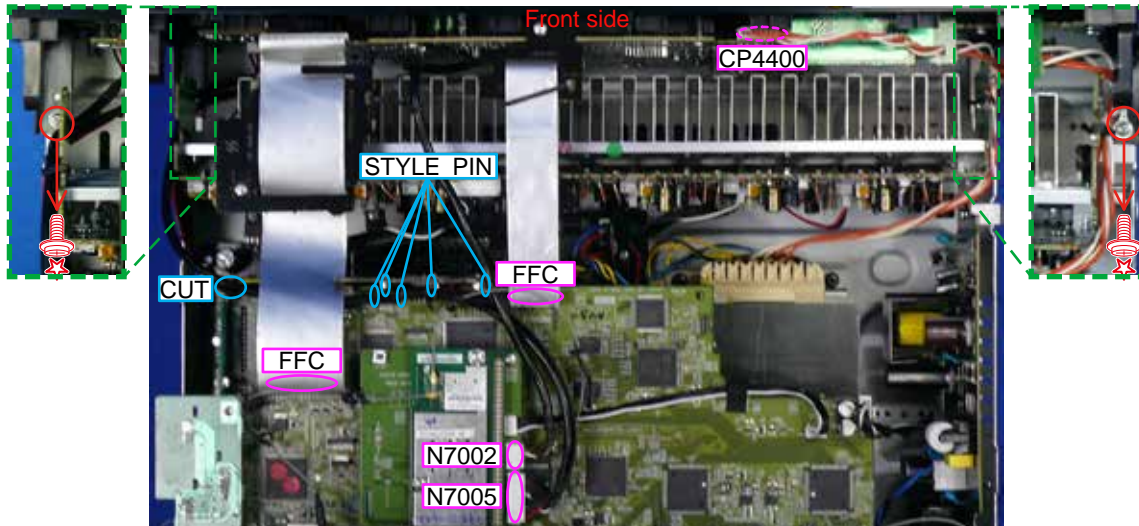 Front side
CP4400
STYLE PIN
CUT
FFC
FFC
N7002
N7005